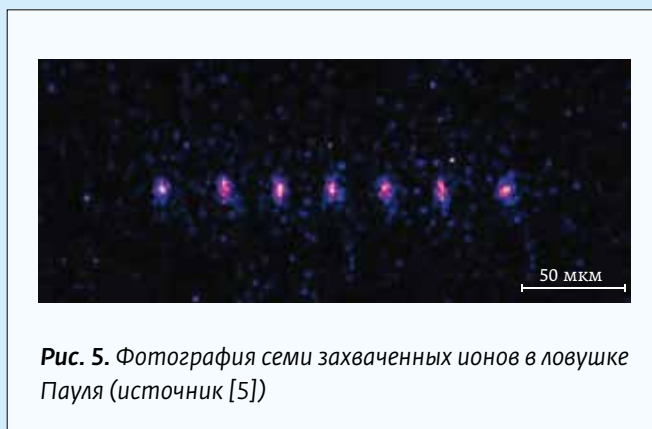 50 мкм
Рис. 5. Фотография семи захваченных ионов в ловушке
Пауля (источник [5])